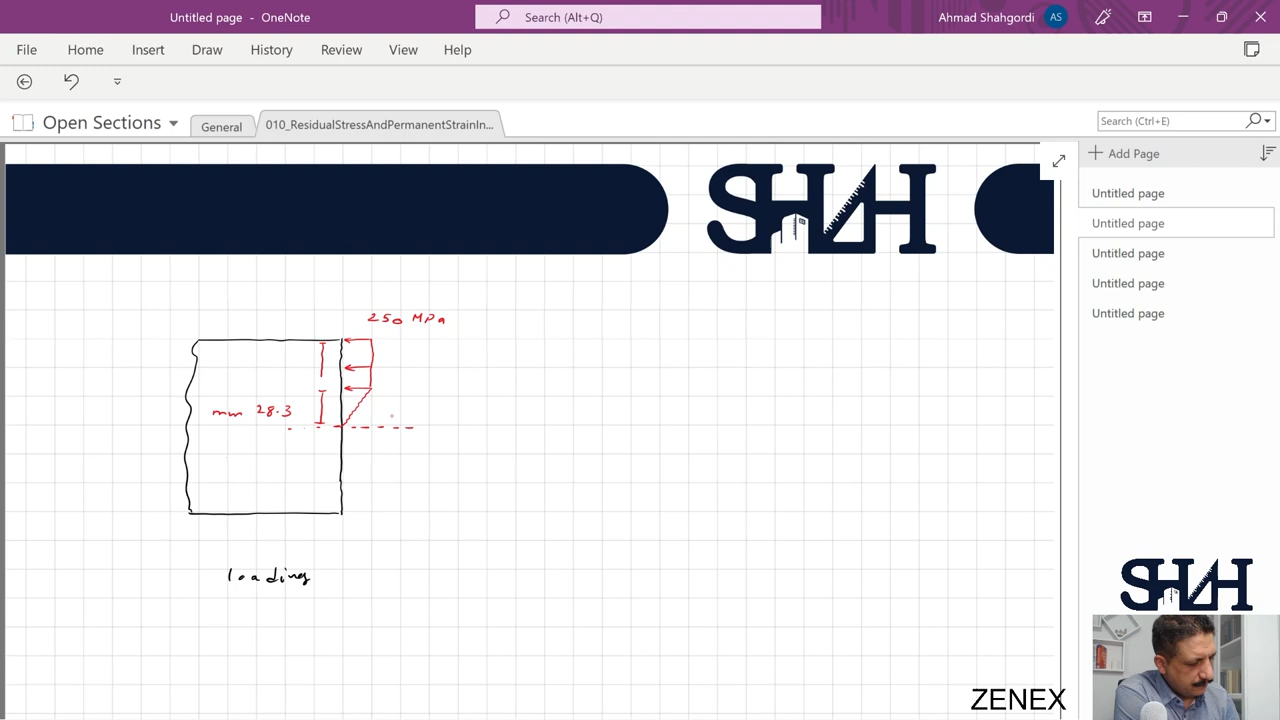 Untitled page - OneNote
Search (Alt+Q)
Ahmad Shahgordi
AS
File Home Insert Draw History Review View Help
Open Sections
General
010_ResidualStressAndPermanentStrainIn...
Search (Ctrl+E)
Add Page
Untitled page
Untitled page
Untitled page
Untitled page
Untitled page
SHAH
250 MPa
mm 28.3
loading
SHAH
ZENEX